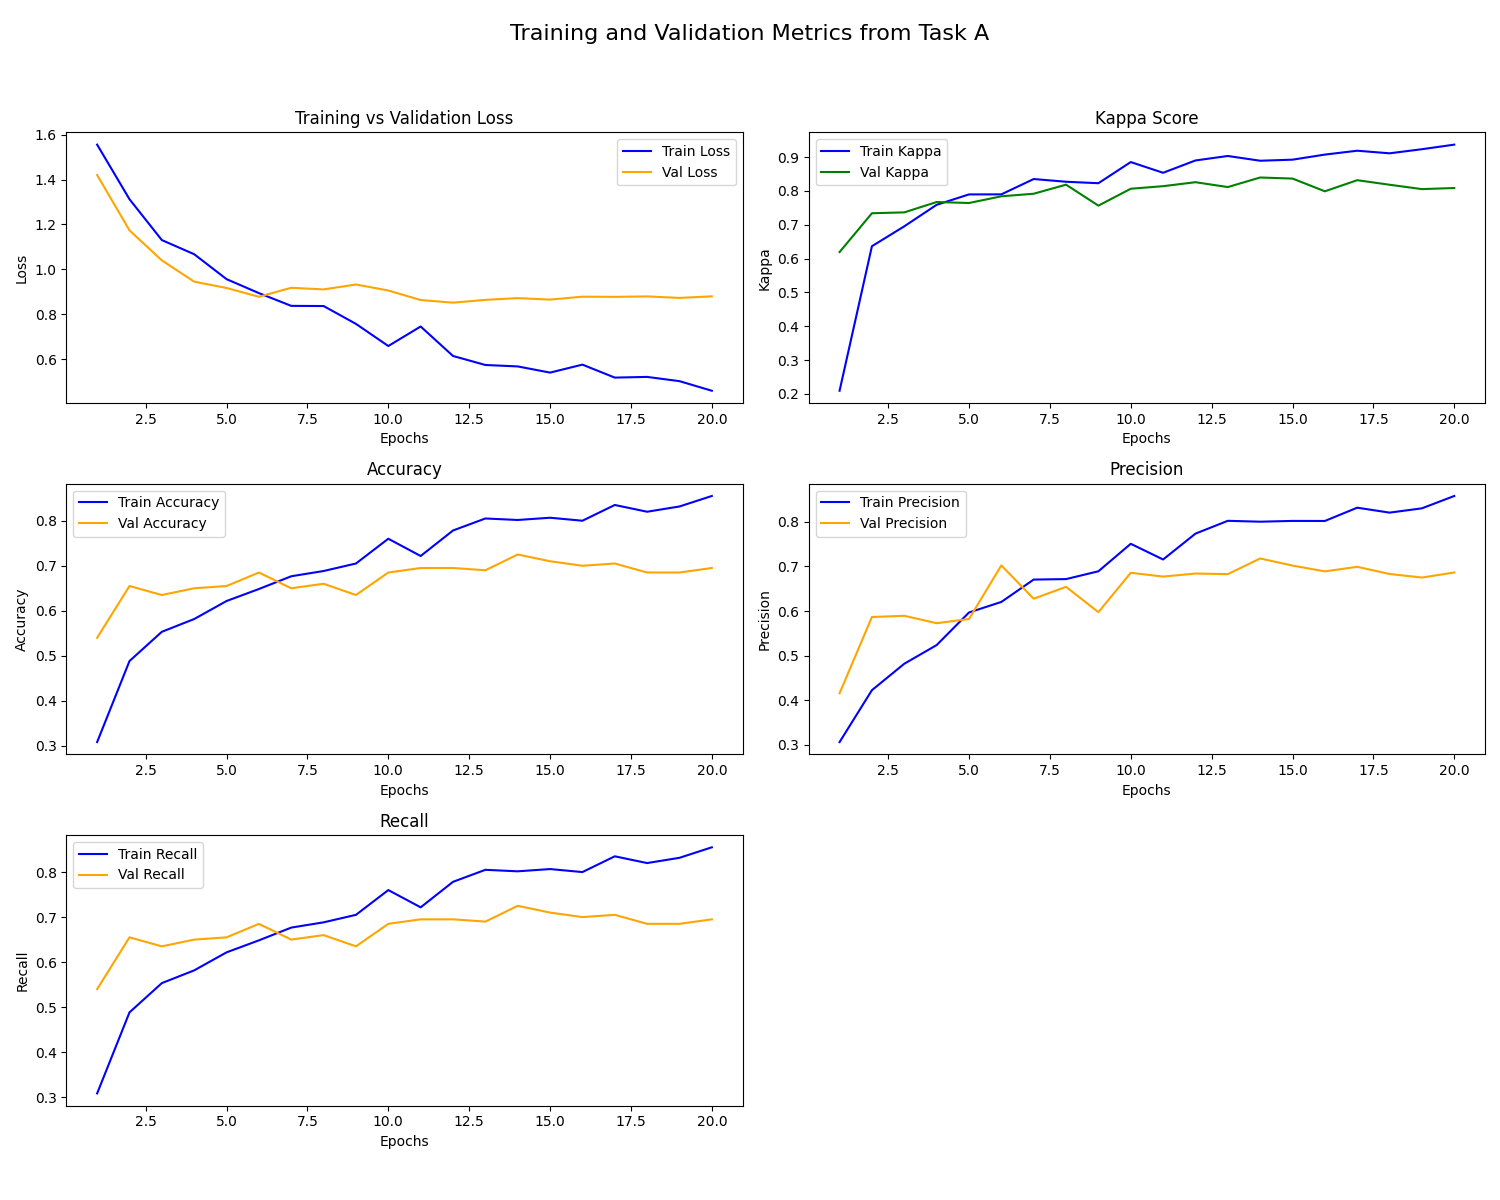 Training and Validation Metrics from Task A
Training vs Validation Loss
Train Loss
Val Loss
1.6
1.4
1.2
1.0
0.8
0.6
Loss
2.5 5.0 7.5 10.0 12.5 15.0 17.5 20.0
Epochs
Kappa Score
Train Kappa
Val Kappa
0.9
0.8
0.7
0.6
0.5
0.4
0.3
0.2
Kappa
2.5 5.0 7.5 10.0 12.5 15.0 17.5 20.0
Epochs
Accuracy
Train Accuracy
Val Accuracy
0.8
0.7
0.6
0.5
0.4
0.3
Accuracy
2.5 5.0 7.5 10.0 12.5 15.0 17.5 20.0
Epochs
Precision
Train Precision
Val Precision
0.8
0.7
0.6
0.5
0.4
0.3
Precision
2.5 5.0 7.5 10.0 12.5 15.0 17.5 20.0
Epochs
Recall
Train Recall
Val Recall
0.8
0.7
0.6
0.5
0.4
0.3
Recall
2.5 5.0 7.5 10.0 12.5 15.0 17.5 20.0
Epochs